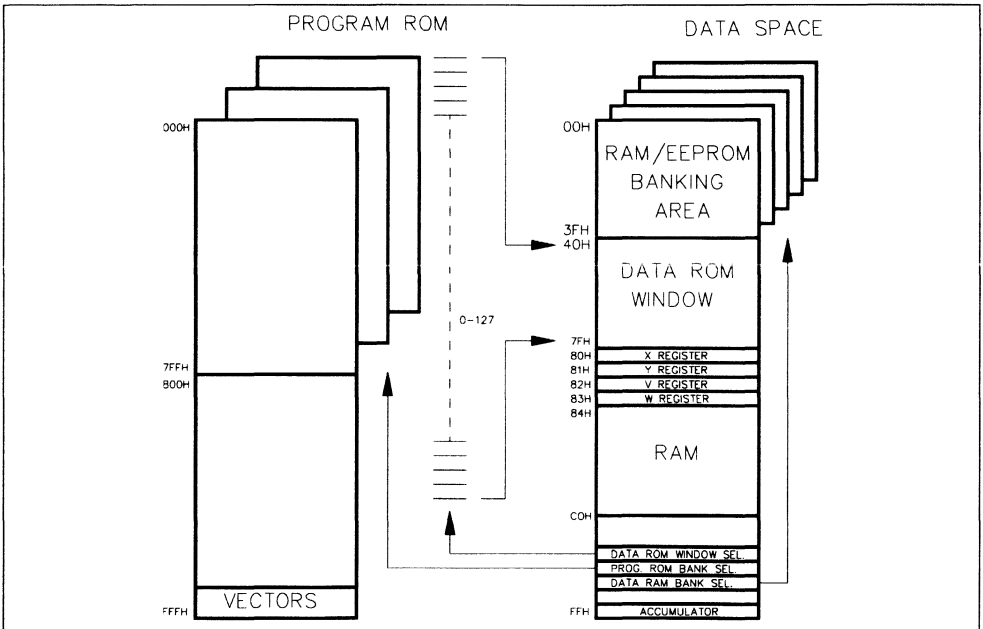 PROGRAM ROM
DATA SPACE
000H
7FFH
800H
VECTORS
FFFH
0-127
00H
RAM/EEPROM
BANKING
AREA
3FH
40H
DATA ROM
WINDOW
7FH
80H X REGISTER
81H Y REGISTER
82H V REGISTER
83H W REGISTER
84H
RAM
C0H
DATA ROM WINDOW SEL.
PROG. ROM BANK SEL.
DATA RAM BANK SEL.
FFH ACCUMULATOR